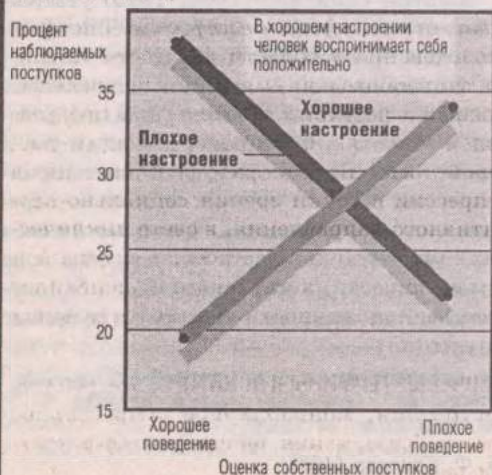 Процент
наблюдаемых
поступков
В хорошем настроении
человек воспринимает себя
положительно
35
Хорошее
настроение
Плохое
настроение
30
25
20
15
Хорошее
поведение
Плохое
поведение
Оценка собственных поступков